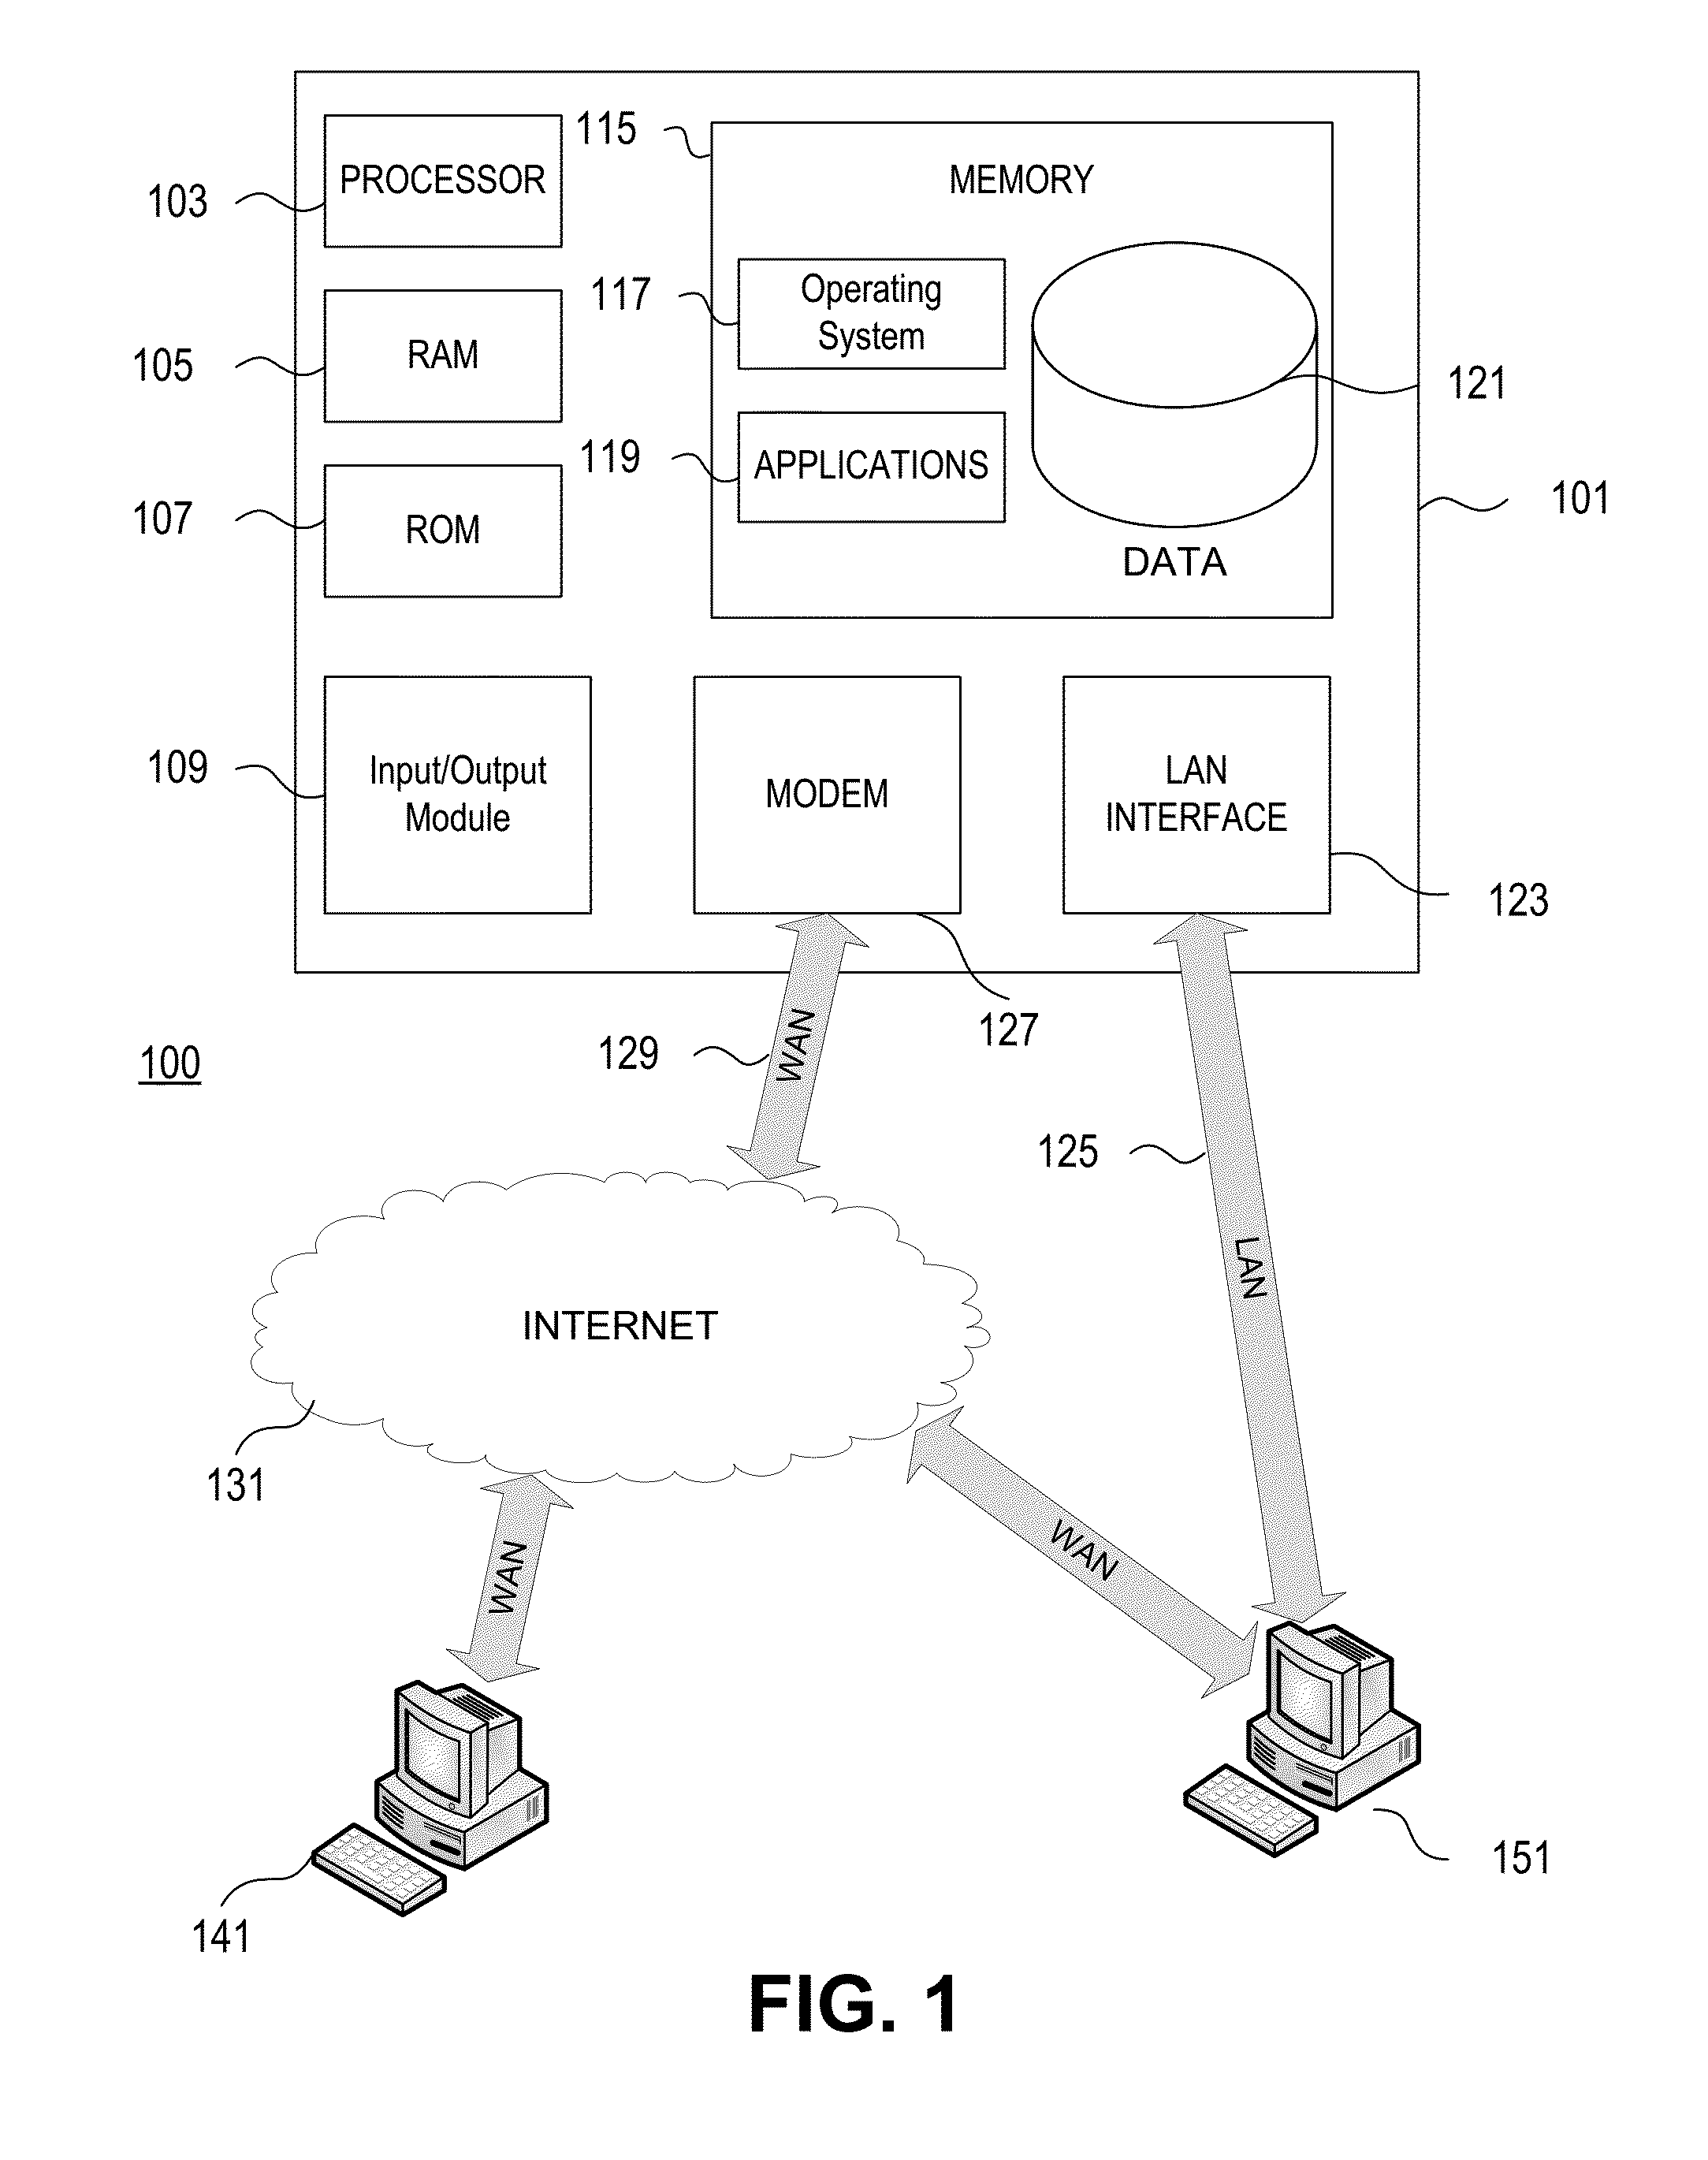 115
PROCESSOR
MEMORY
103
117
Operating
System
RAM
105
121
119
APPLICATIONS
101
107
ROM
DATA
109
Input/Output
Module
MODEM
LAN
INTERFACE
123
127
129
WAN
100
125
LAN
INTERNET
131
WAN
WAN
151
141
FIG. 1